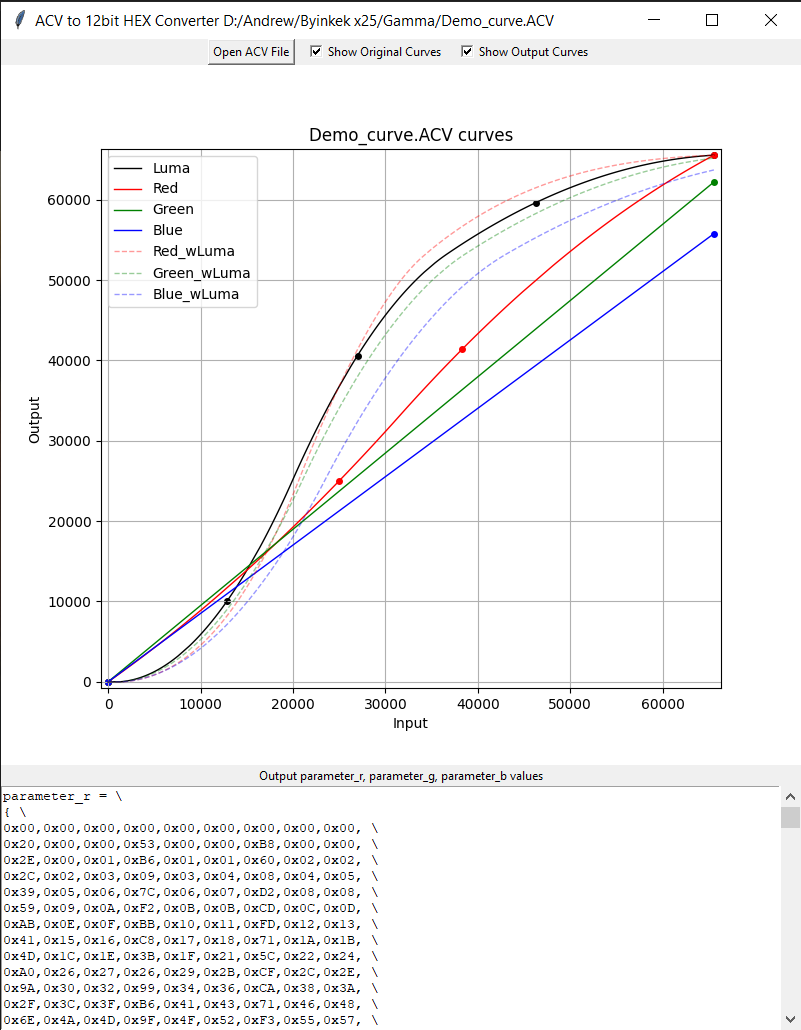 ACV to 12bit HEX Converter D:/Andrew/Byinkek x25/Gamma/Demo_curve.ACV
Open ACV File Show Original Curves Show Output Curves
Demo_curve.ACV curves
Luma
Red
Green
Blue
Red_wLuma
Green_wLuma
Blue_wLuma
60000
50000
40000
30000
20000
10000
0
Output
0 10000 20000 30000 40000 50000 60000
Input
Output parameter_r, parameter_g, parameter_b values
parameter_r = \
{ \
0x00,0x00,0x00,0x00,0x00,0x00,0x00,0x00,0x00, \
0x20,0x00,0x00,0x53,0x00,0x00,0xB8,0x00,0x00, \
0x2E,0x00,0x01,0xB6,0x01,0x01,0x60,0x02,0x02, \
0x2C,0x02,0x03,0x09,0x03,0x04,0x08,0x04,0x05, \
0x39,0x05,0x06,0x7C,0x06,0x07,0xD2,0x08,0x08, \
0x59,0x09,0x0A,0xF2,0x0B,0x0B,0xCD,0x0C,0x0D, \
0xAB,0x0E,0x0F,0xBB,0x10,0x11,0xFD,0x12,0x13, \
0x41,0x15,0x16,0xC8,0x17,0x18,0x71,0x1A,0x1B, \
0x4D,0x1C,0x1E,0x3B,0x1F,0x21,0x5C,0x22,0x24, \
0xA0,0x26,0x27,0x26,0x29,0x2B,0xCF,0x2C,0x2E, \
0x9A,0x30,0x32,0x99,0x34,0x36,0xCA,0x38,0x3A, \
0x2F,0x3C,0x3F,0xB6,0x41,0x43,0x71,0x46,0x48, \
0x6E,0x4A,0x4D,0x9F,0x4F,0x52,0xF3,0x55,0x57, \